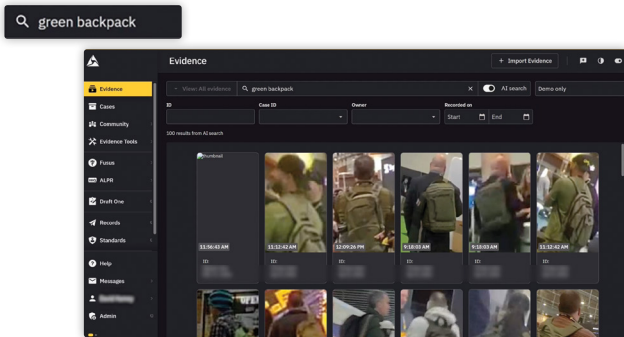 green backpack
Evidence
+ Import Evidence
View: All evidence
green backpack
AI search
Demo only
ID
Case ID
Owner
Recorded on
Start
End
100 results from AI search
Evidence
Cases
Community
Evidence Tools
Fusus
ALPR
Draft One
Records
Standards
Help
Messages
Admin
thumbnail
11:56:43 AM
11:12:42 AM
12:09:26 PM
9:18:03 AM
9:18:03 AM
11:12:42 AM
ID:
ID:
ID:
ID:
ID:
ID: